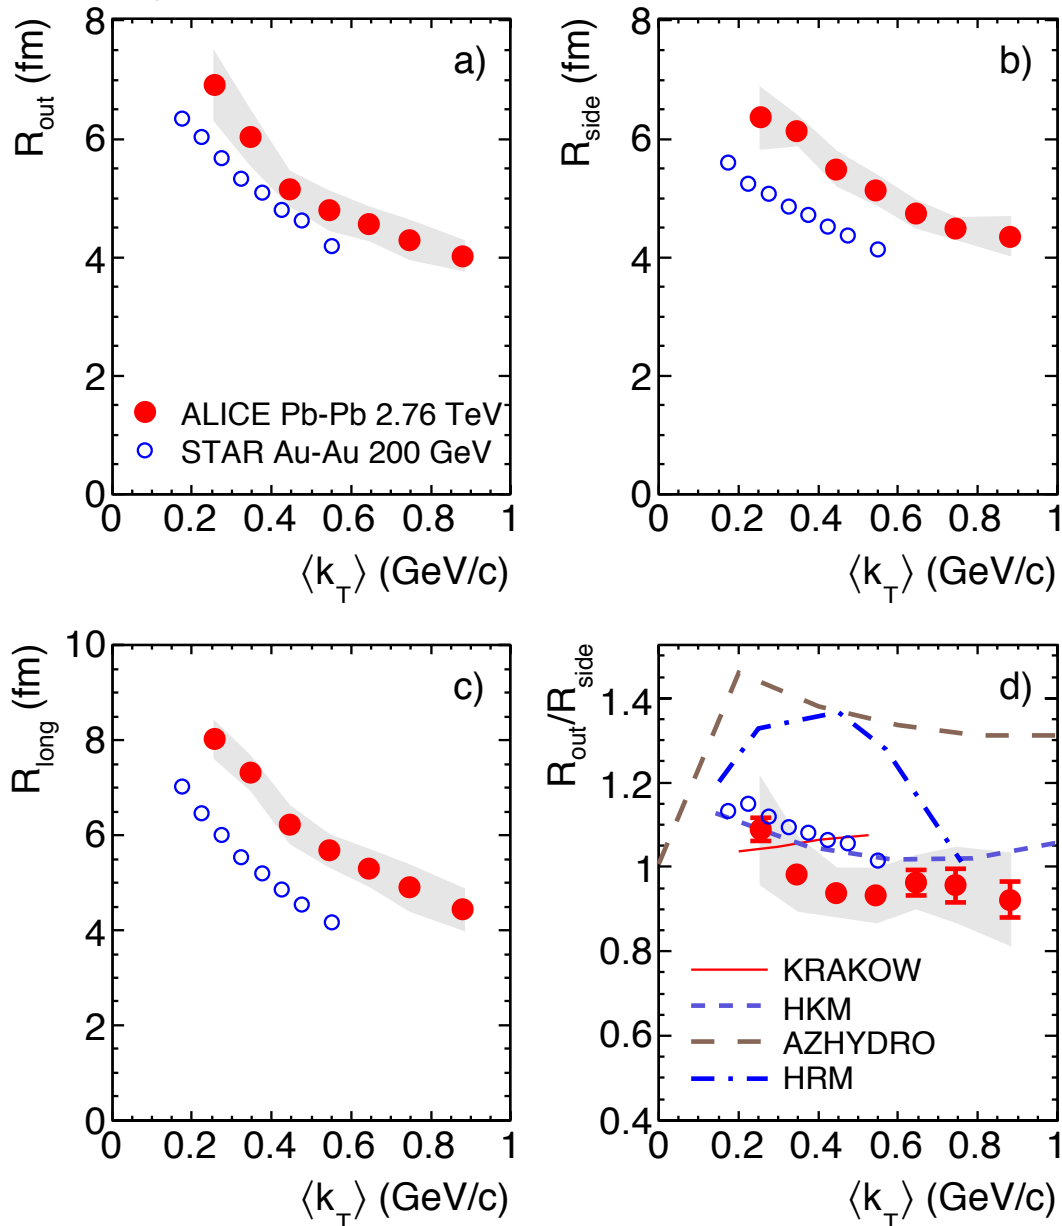 a)
R_out (fm)
8
6
4
2
0
ALICE Pb-Pb 2.76 TeV
STAR Au-Au 200 GeV
0 0.2 0.4 0.6 0.8 1
⟨k_T⟩ (GeV/c)
b)
R_side (fm)
8
6
4
2
0
0 0.2 0.4 0.6 0.8 1
⟨k_T⟩ (GeV/c)
c)
R_long (fm)
10
8
6
4
2
0
0 0.2 0.4 0.6 0.8 1
⟨k_T⟩ (GeV/c)
d)
R_out/R_side
1.4
1.2
1
0.8
0.6
0.4
KRAKOW
HKM
AZHYDRO
HRM
0 0.2 0.4 0.6 0.8 1
⟨k_T⟩ (GeV/c)